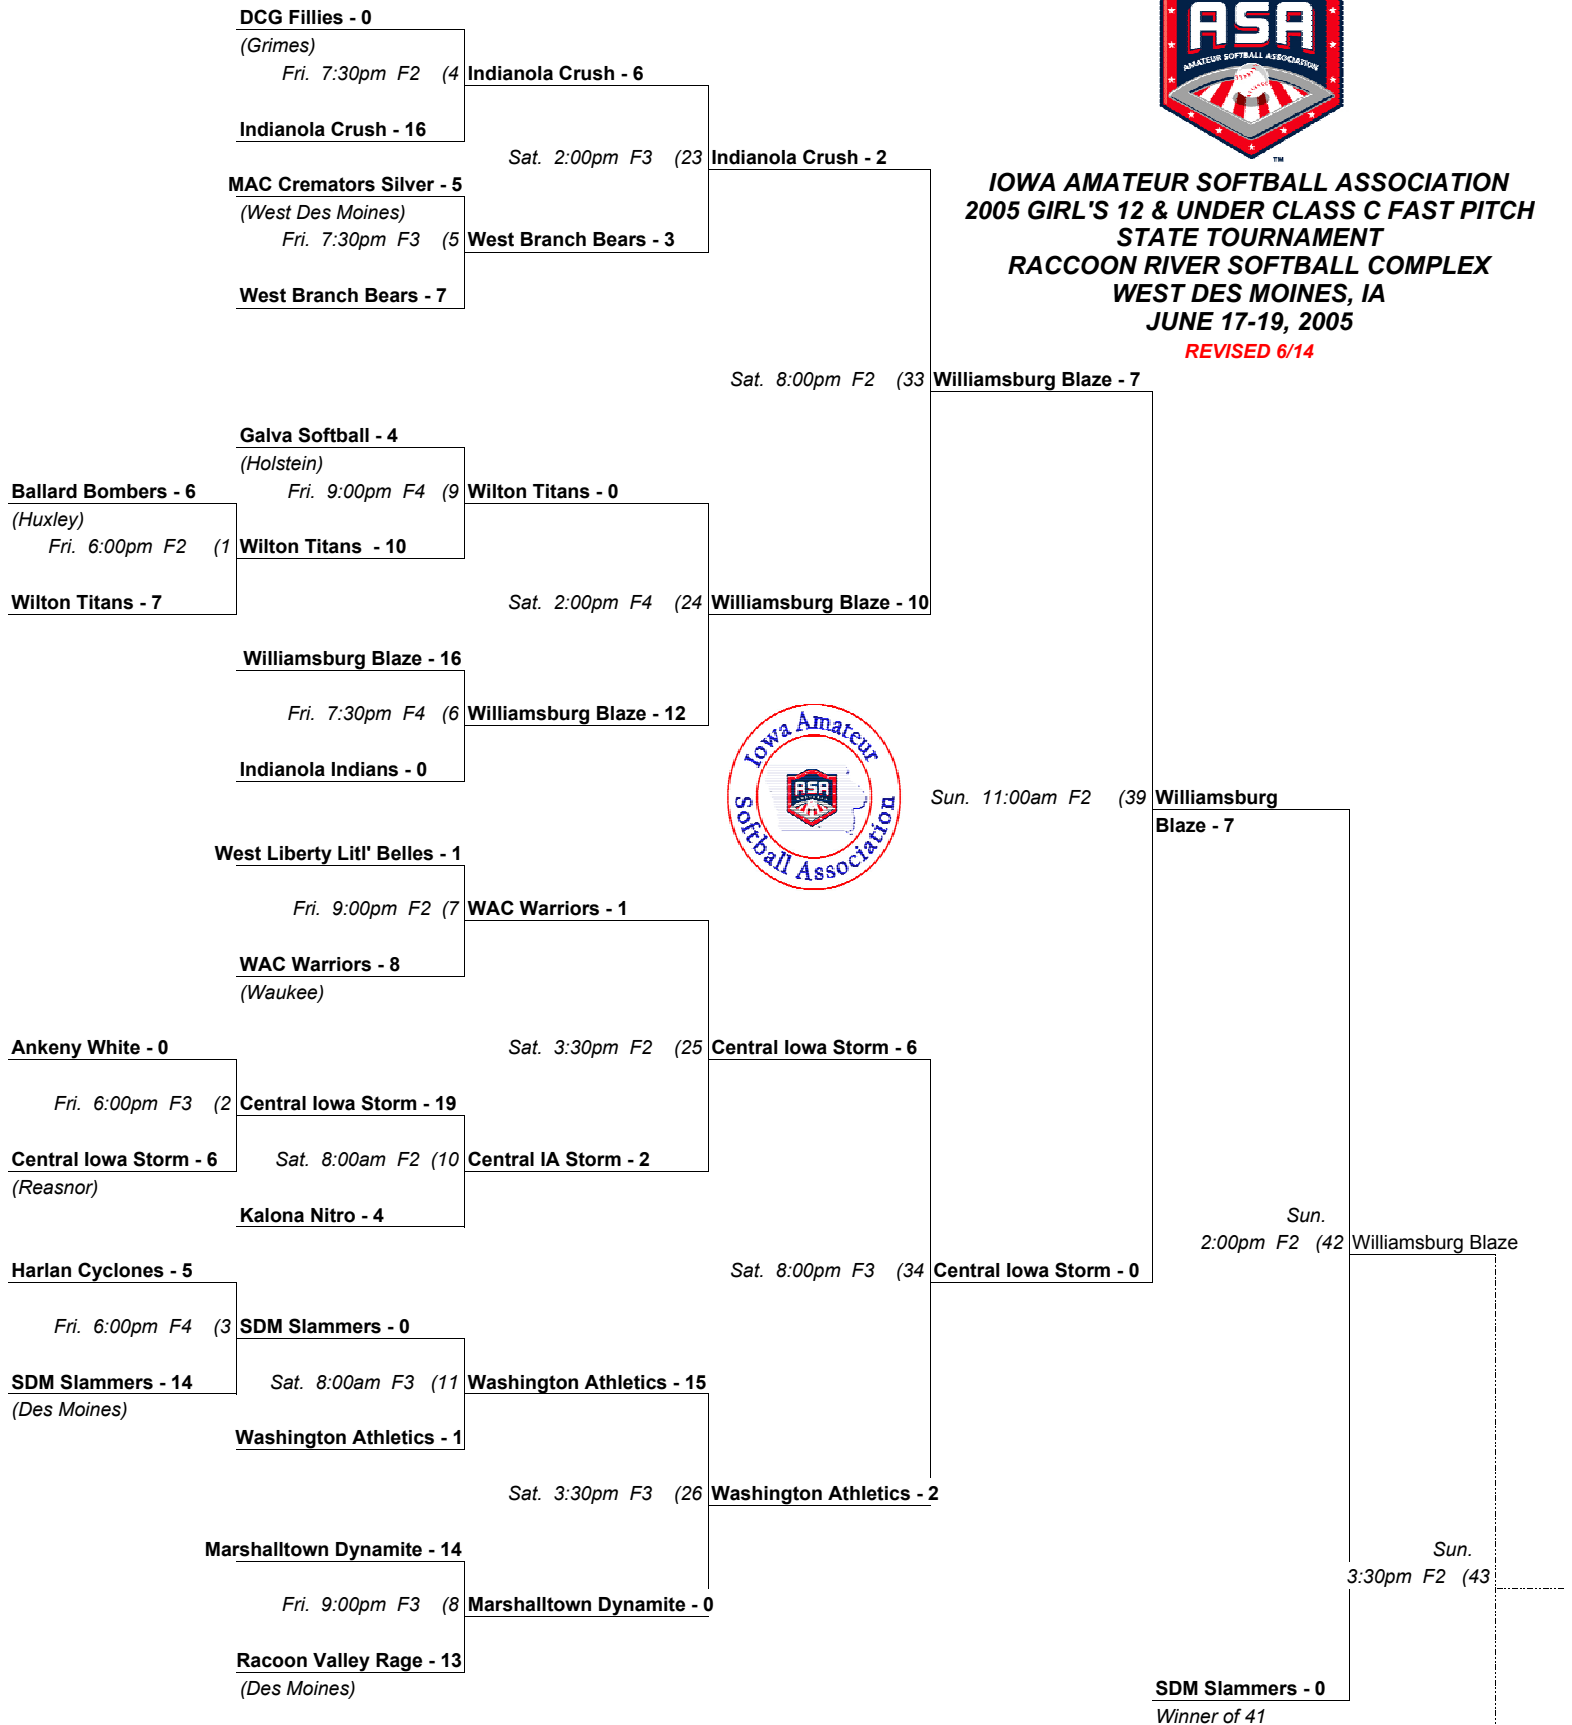 DCG Fillies - 0
(Grimes)
Fri. 7:30pm F2 (4 Indianola Crush - 6
Indianola Crush - 16
Sat. 2:00pm F3 (23 Indianola Crush - 2
MAC Cremators Silver - 5
(West Des Moines)
Fri. 7:30pm F3 (5 West Branch Bears - 3
West Branch Bears - 7
ASA
AMATEUR SOFTBALL ASSOCIATION
TM
IOWA AMATEUR SOFTBALL ASSOCIATION
2005 GIRL'S 12 & UNDER CLASS C FAST PITCH
STATE TOURNAMENT
RACCOON RIVER SOFTBALL COMPLEX
WEST DES MOINES, IA
JUNE 17-19, 2005
REVISED 6/14
Sat. 8:00pm F2 (33 Williamsburg Blaze - 7
Galva Softball - 4
(Holstein)
Ballard Bombers - 6 Fri. 9:00pm F4 (9 Wilton Titans - 0
(Huxley)
Fri. 6:00pm F2 (1 Wilton Titans - 10
Wilton Titans - 7 Sat. 2:00pm F4 (24 Williamsburg Blaze - 10
Williamsburg Blaze - 16
Fri. 7:30pm F4 (6 Williamsburg Blaze - 12
Indianola Indians - 0
Iowa Amateur
ASA
Softball Association
Sun. 11:00am F2 (39 Williamsburg
Blaze - 7
West Liberty Litl' Belles - 1
Fri. 9:00pm F2 (7 WAC Warriors - 1
WAC Warriors - 8
(Waukee)
Ankeny White - 0 Sat. 3:30pm F2 (25 Central Iowa Storm - 6
Fri. 6:00pm F3 (2 Central Iowa Storm - 19
Central Iowa Storm - 6 Sat. 8:00am F2 (10 Central IA Storm - 2
(Reasnor)
Kalona Nitro - 4
Sun.
2:00pm F2 (42 Williamsburg Blaze
Harlan Cyclones - 5 Sat. 8:00pm F3 (34 Central Iowa Storm - 0
Fri. 6:00pm F4 (3 SDM Slammers - 0
SDM Slammers - 14 Sat. 8:00am F3 (11 Washington Athletics - 15
(Des Moines)
Washington Athletics - 1
Sat. 3:30pm F3 (26 Washington Athletics - 2
Marshalltown Dynamite - 14
Sun.
3:30pm F2 (43
Fri. 9:00pm F3 (8 Marshalltown Dynamite - 0
Racoon Valley Rage - 13
(Des Moines)
SDM Slammers - 0
Winner of 41